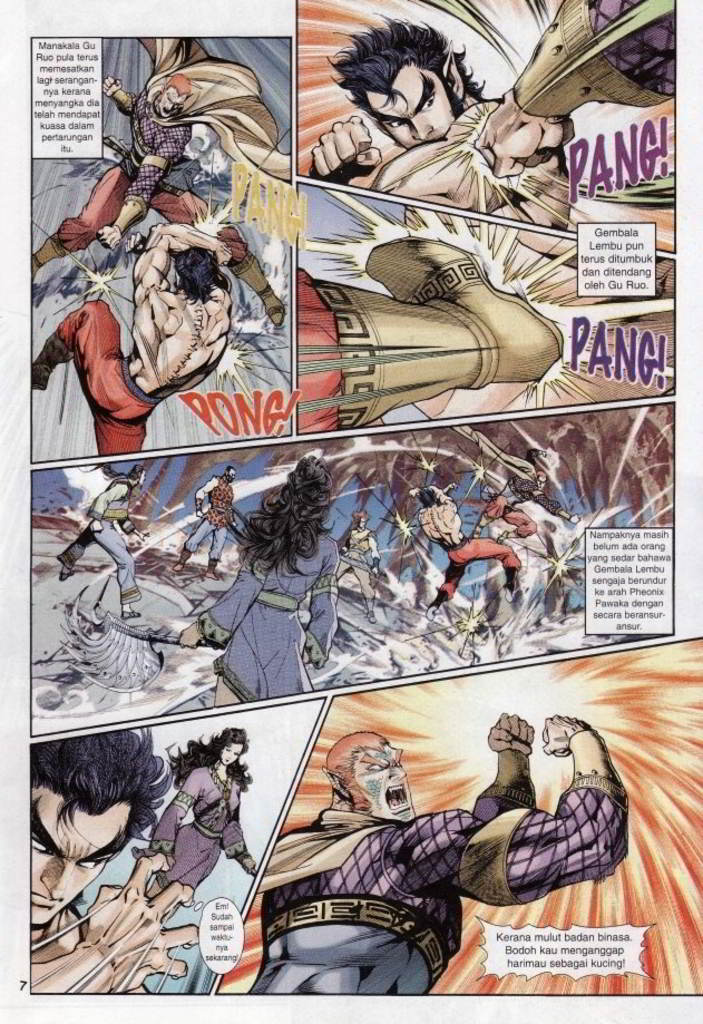 Manakala Gu
Ruo pula terus
memesatkan
lagi serangan-
nya kerana
menyangka dia
telah mendapat
kuasa dalam
pertarungan
itu.
PANG!
PANG!
PONG!
Gembala
Lembu pun
terus ditumbuk
dan ditendang
oleh Gu Ruo.
PANG!
Nampaknya masih
belum ada orang
yang sedar bahawa
Gembala Lembu
sengaja berundur
ke arah Pheonix
Pawaka dengan
secara beransur-
ansur.
Em!
Sudah
sampai
waktu-
nya
sekarang!
Kerana mulut badan binasa.
Bodoh kau menganggap
harimau sebagai kucing!
7